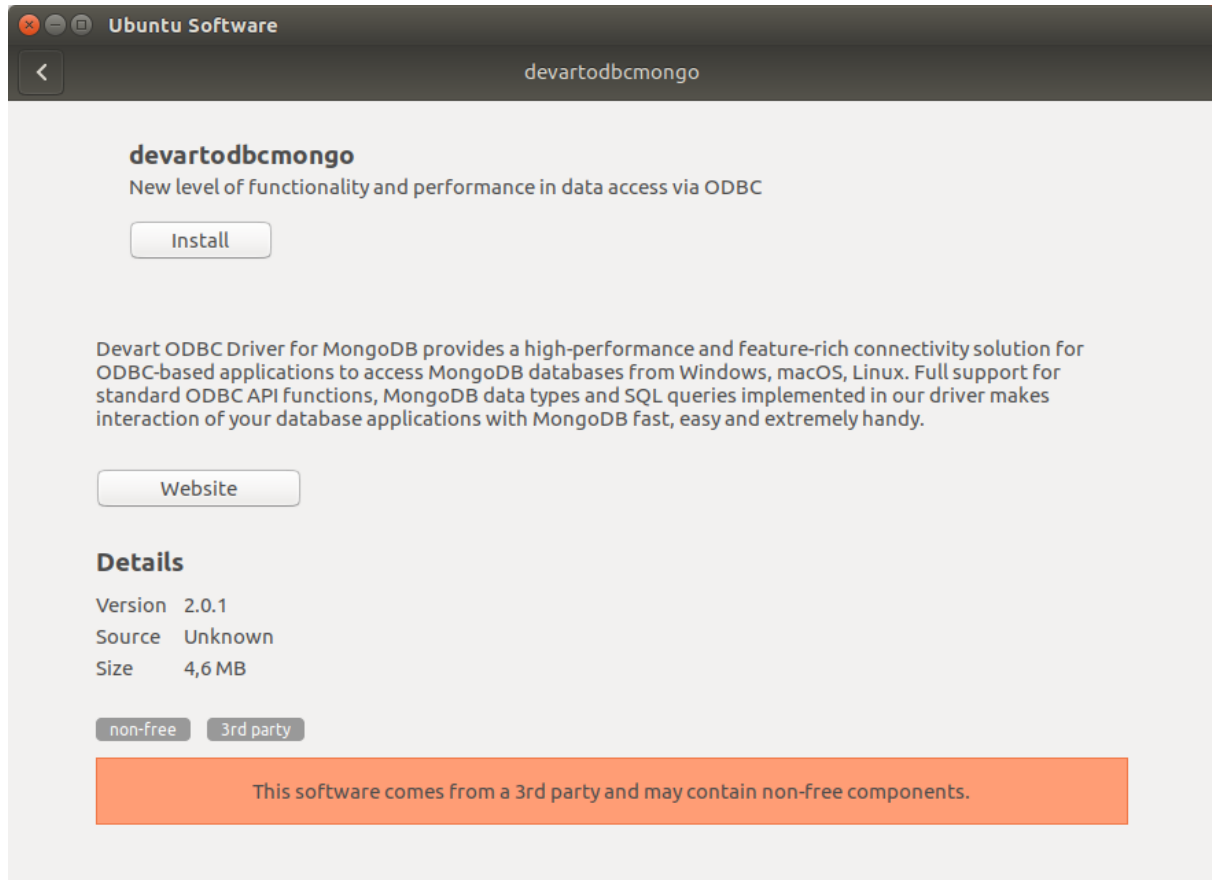 Ubuntu Software
devartodbcmongo
devartodbcmongo
New level of functionality and performance in data access via ODBC
Install
Devart ODBC Driver for MongoDB provides a high-performance and feature-rich connectivity solution for
ODBC-based applications to access MongoDB databases from Windows, macOS, Linux. Full support for
standard ODBC API functions, MongoDB data types and SQL queries implemented in our driver makes
interaction of your database applications with MongoDB fast, easy and extremely handy.
Website
Details
Version 2.0.1
Source Unknown
Size 4,6 MB
non-free 3rd party
This software comes from a 3rd party and may contain non-free components.